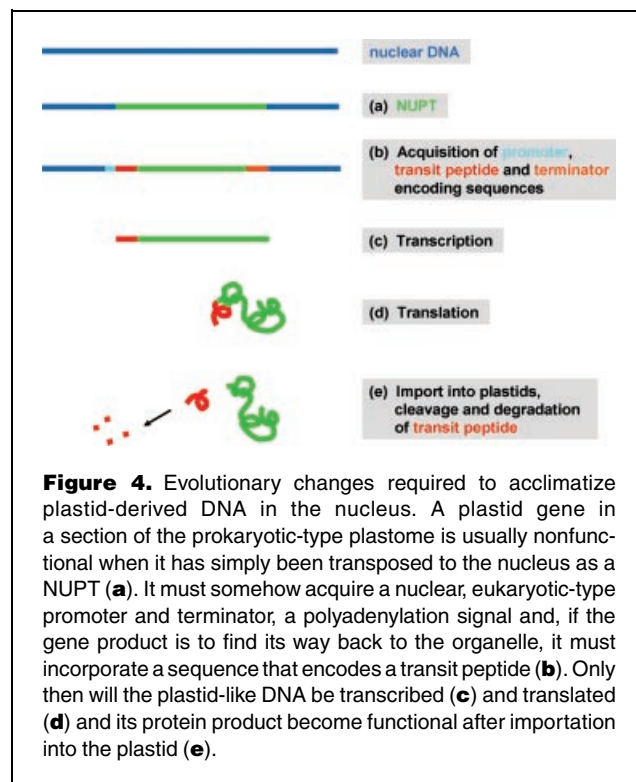 nuclear DNA
(a) NUPT
(b) Acquisition of promoter,
transit peptide and terminator
encoding sequences
(c) Transcription
(d) Translation
(e) Import into plastids,
cleavage and degradation
of transit peptide
Figure 4. Evolutionary changes required to acclimatize
plastid-derived DNA in the nucleus. A plastid gene in
a section of the prokaryotic-type plastome is usually nonfunc-
tional when it has simply been transposed to the nucleus as a
NUPT (a). It must somehow acquire a nuclear, eukaryotic-type
promoter and terminator, a polyadenylation signal and, if the
gene product is to find its way back to the organelle, it must
incorporate a sequence that encodes a transit peptide (b). Only
then will the plastid-like DNA be transcribed (c) and translated
(d) and its protein product become functional after importation
into the plastid (e).